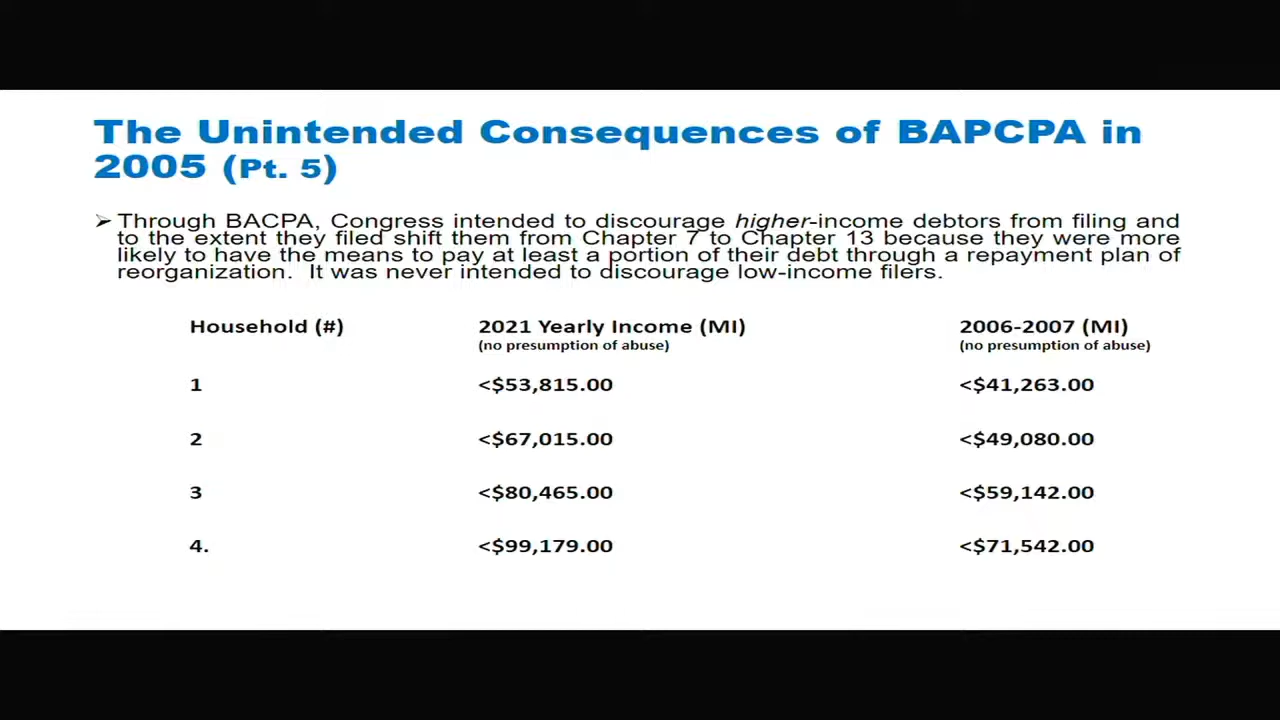 The Unintended Consequences of BAPCPA in
2005 (Pt. 5)
➢ Through BACPA, Congress intended to discourage higher-income debtors from filing and
to the extent they filed shift them from Chapter 7 to Chapter 13 because they were more
likely to have the means to pay at least a portion of their debt through a repayment plan of
reorganization.  It was never intended to discourage low-income filers.
Household (#) 2021 Yearly Income (MI) 2006-2007 (MI)
(no presumption of abuse) (no presumption of abuse)
1 <$53,815.00 <$41,263.00
2 <$67,015.00 <$49,080.00
3 <$80,465.00 <$59,142.00
4. <$99,179.00 <$71,542.00